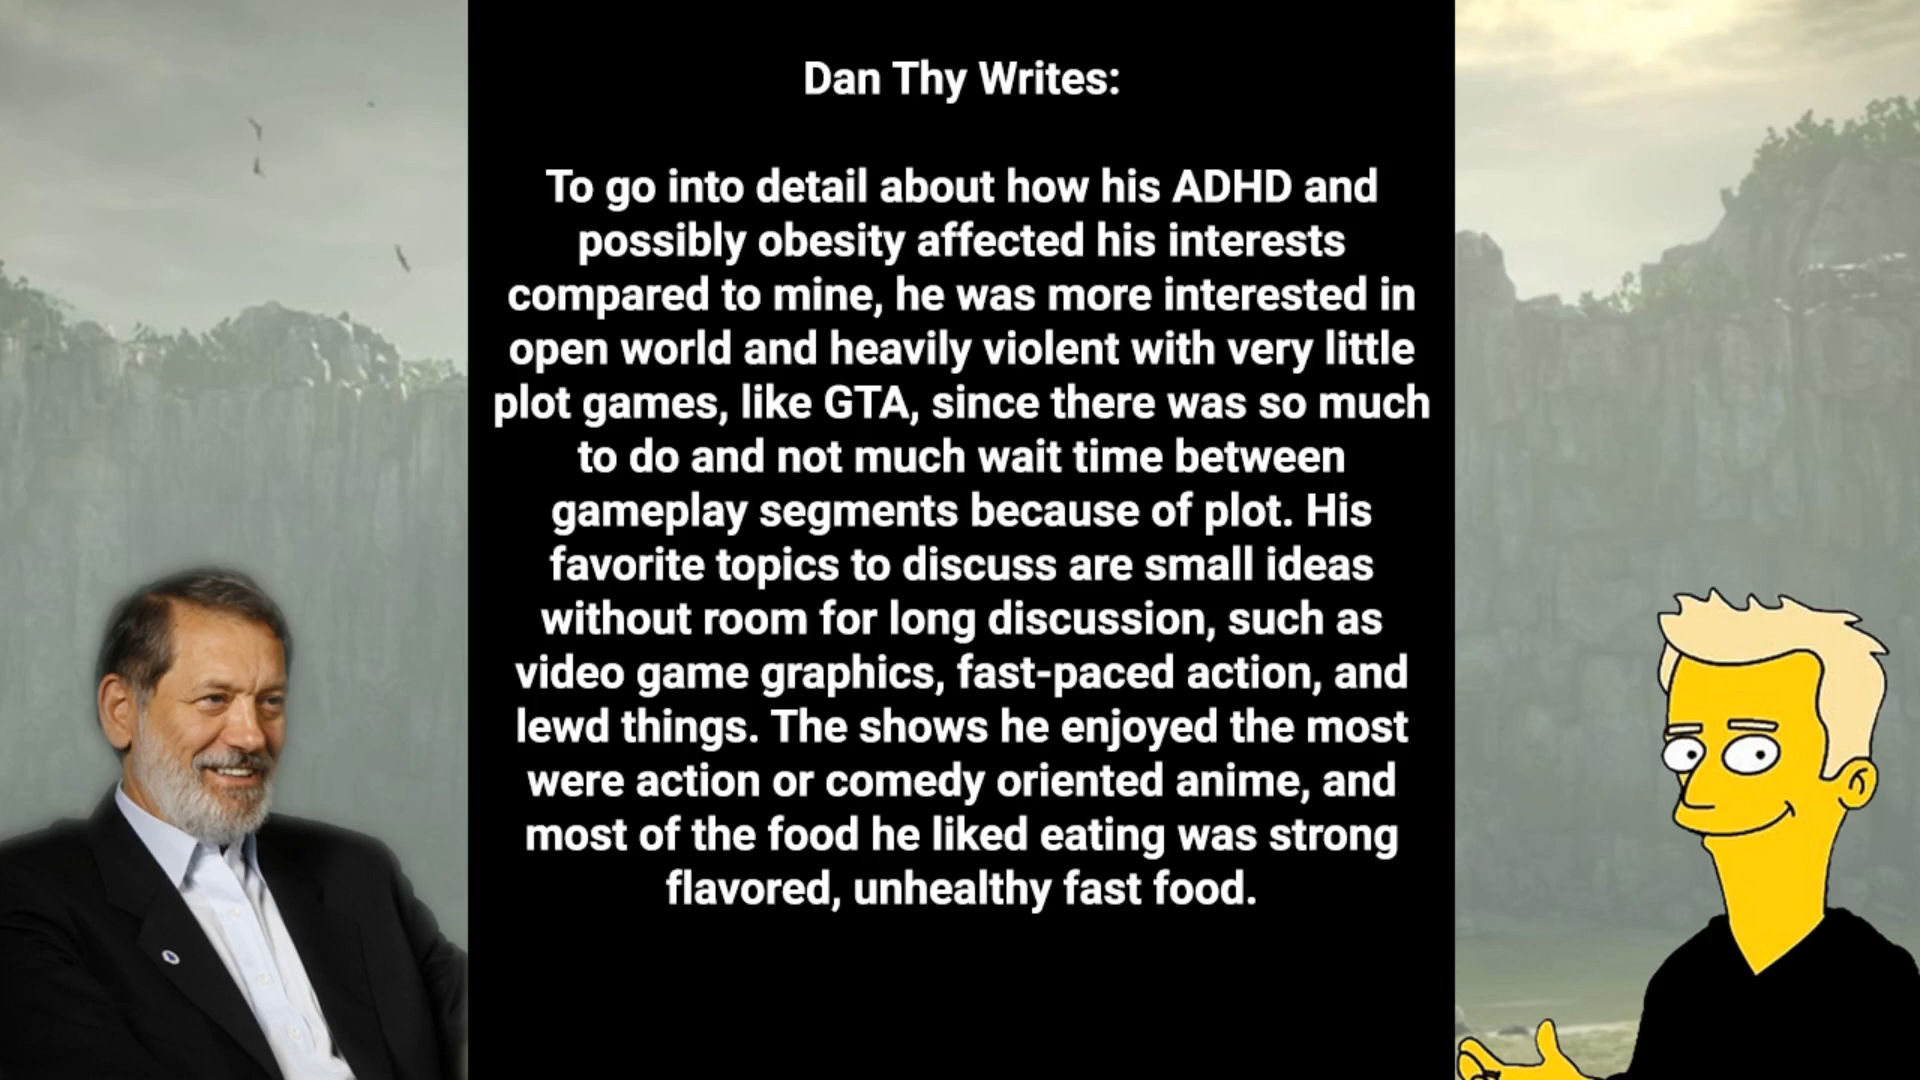 Dan Thy Writes:
To go into detail about how his ADHD and
possibly obesity affected his interests
compared to mine, he was more interested in
open world and heavily violent with very little
plot games, like GTA, since there was so much
to do and not much wait time between
gameplay segments because of plot. His
favorite topics to discuss are small ideas
without room for long discussion, such as
video game graphics, fast-paced action, and
lewd things. The shows he enjoyed the most
were action or comedy oriented anime, and
most of the food he liked eating was strong
flavored, unhealthy fast food.